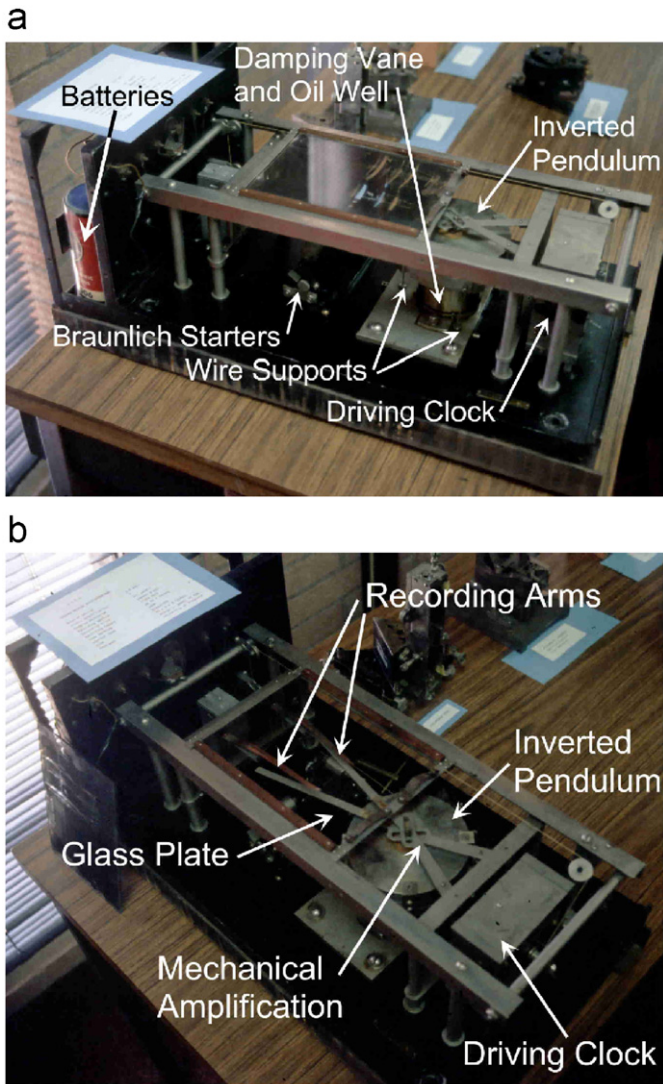 a
Damping Vane
and Oil Well
Batteries
Inverted
Pendulum
Braunlich Starters
Wire Supports
Driving Clock
b
Recording Arms
Inverted
Pendulum
Glass Plate
Mechanical
Amplification
Driving Clock